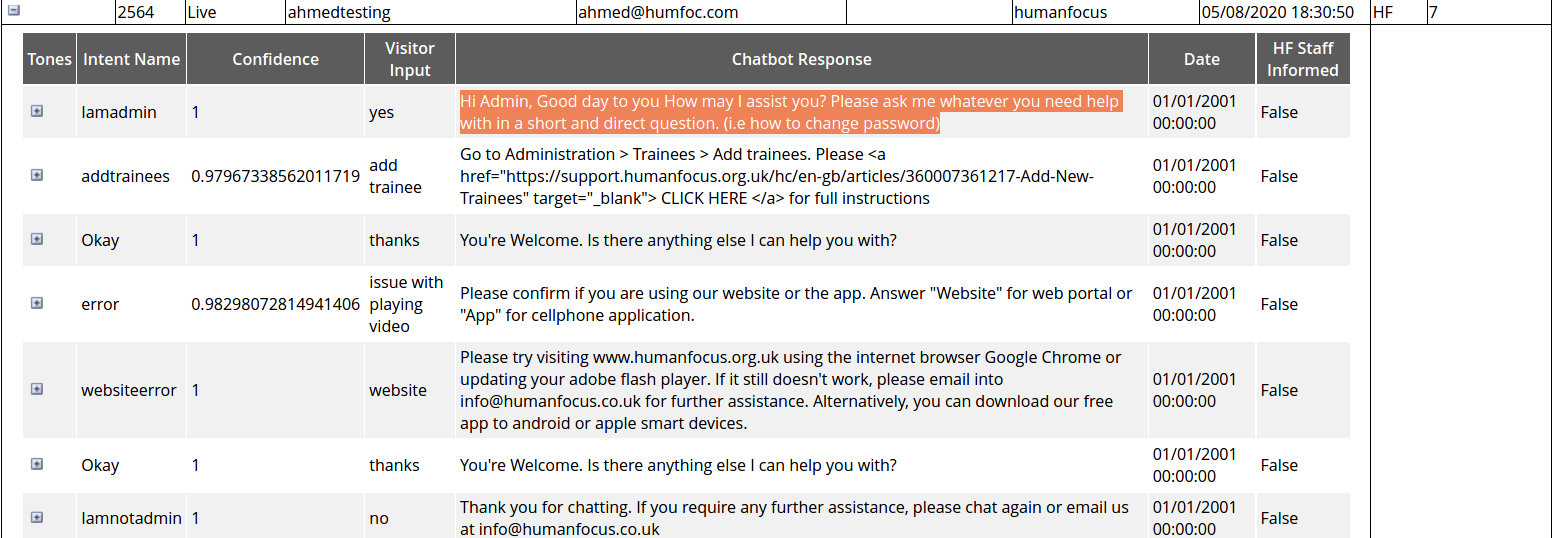 2564 Live ahmedtesting ahmed@humfoc.com humanfocus 05/08/2020 18:30:50 HF 7
Tones Intent Name Confidence Visitor Input Chatbot Response Date HF Staff Informed
Iamadmin 1 yes Hi Admin, Good day to you How may I assist you? Please ask me whatever you need help
with in a short and direct question. (i.e how to change password) 01/01/2001 00:00:00 False
addtrainees 0.97967338562011719 add trainee Go to Administration > Trainees > Add trainees. Please <a
href="https://support.humanfocus.org.uk/hc/en-gb/articles/360007361217-Add-New-
Trainees" target="_blank"> CLICK HERE </a> for full instructions 01/01/2001 00:00:00 False
Okay 1 thanks You're Welcome. Is there anything else I can help you with? 01/01/2001 00:00:00 False
error 0.98298072814941406 issue with playing video Please confirm if you are using our website or the app. Answer "Website" for web portal or
"App" for cellphone application. 01/01/2001 00:00:00 False
websiteerror 1 website Please try visiting www.humanfocus.org.uk using the internet browser Google Chrome or
updating your adobe flash player. If it still doesn't work, please email into
info@humanfocus.co.uk for further assistance. Alternatively, you can download our free
app to android or apple smart devices. 01/01/2001 00:00:00 False
Okay 1 thanks You're Welcome. Is there anything else I can help you with? 01/01/2001 00:00:00 False
Iamnotadmin 1 no Thank you for chatting. If you require any further assistance, please chat again or email us
at info@humanfocus.co.uk 01/01/2001 00:00:00 False